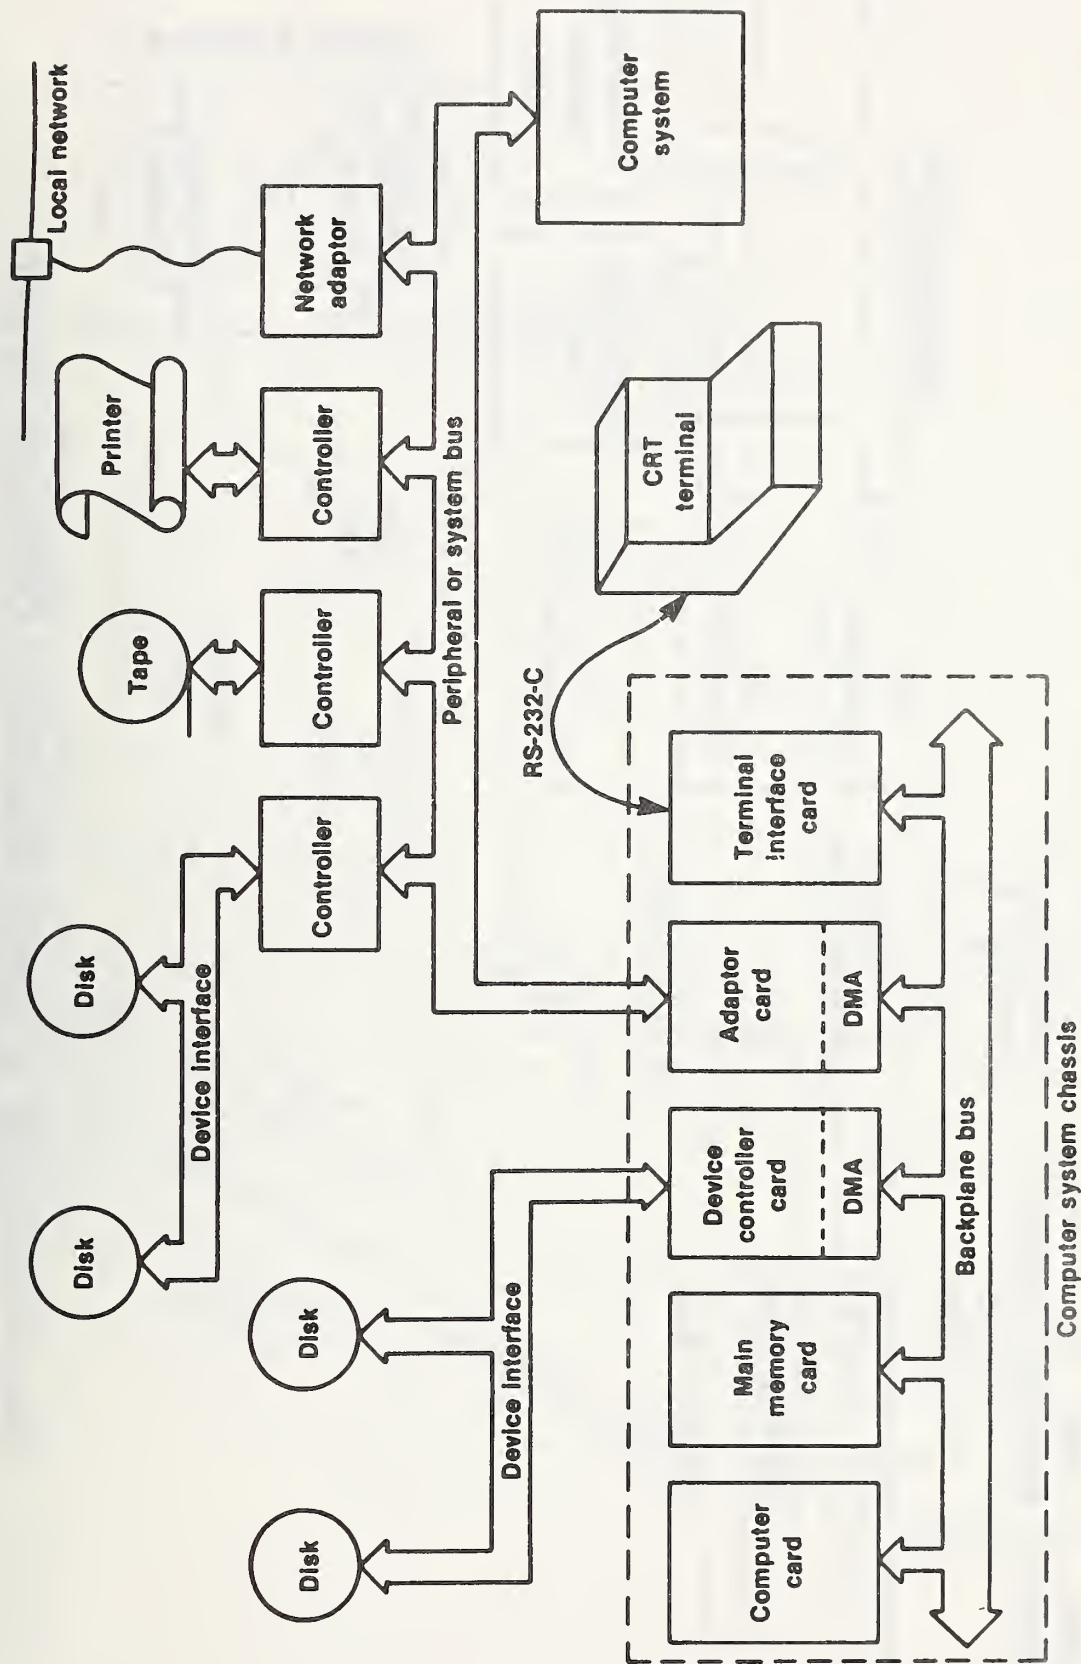 Local network
Disk
Disk
Tape
Printer
Device interface
Disk
Disk
Controller
Controller
Controller
Network
adaptor
Peripheral or system bus
Device interface
RS-232-C
Computer
system
CRT
terminal
Computer
card
Main
memory
card
Device
controller
card
DMA
Adaptor
card
DMA
Terminal
interface
card
Backplane bus
Computer system chassis